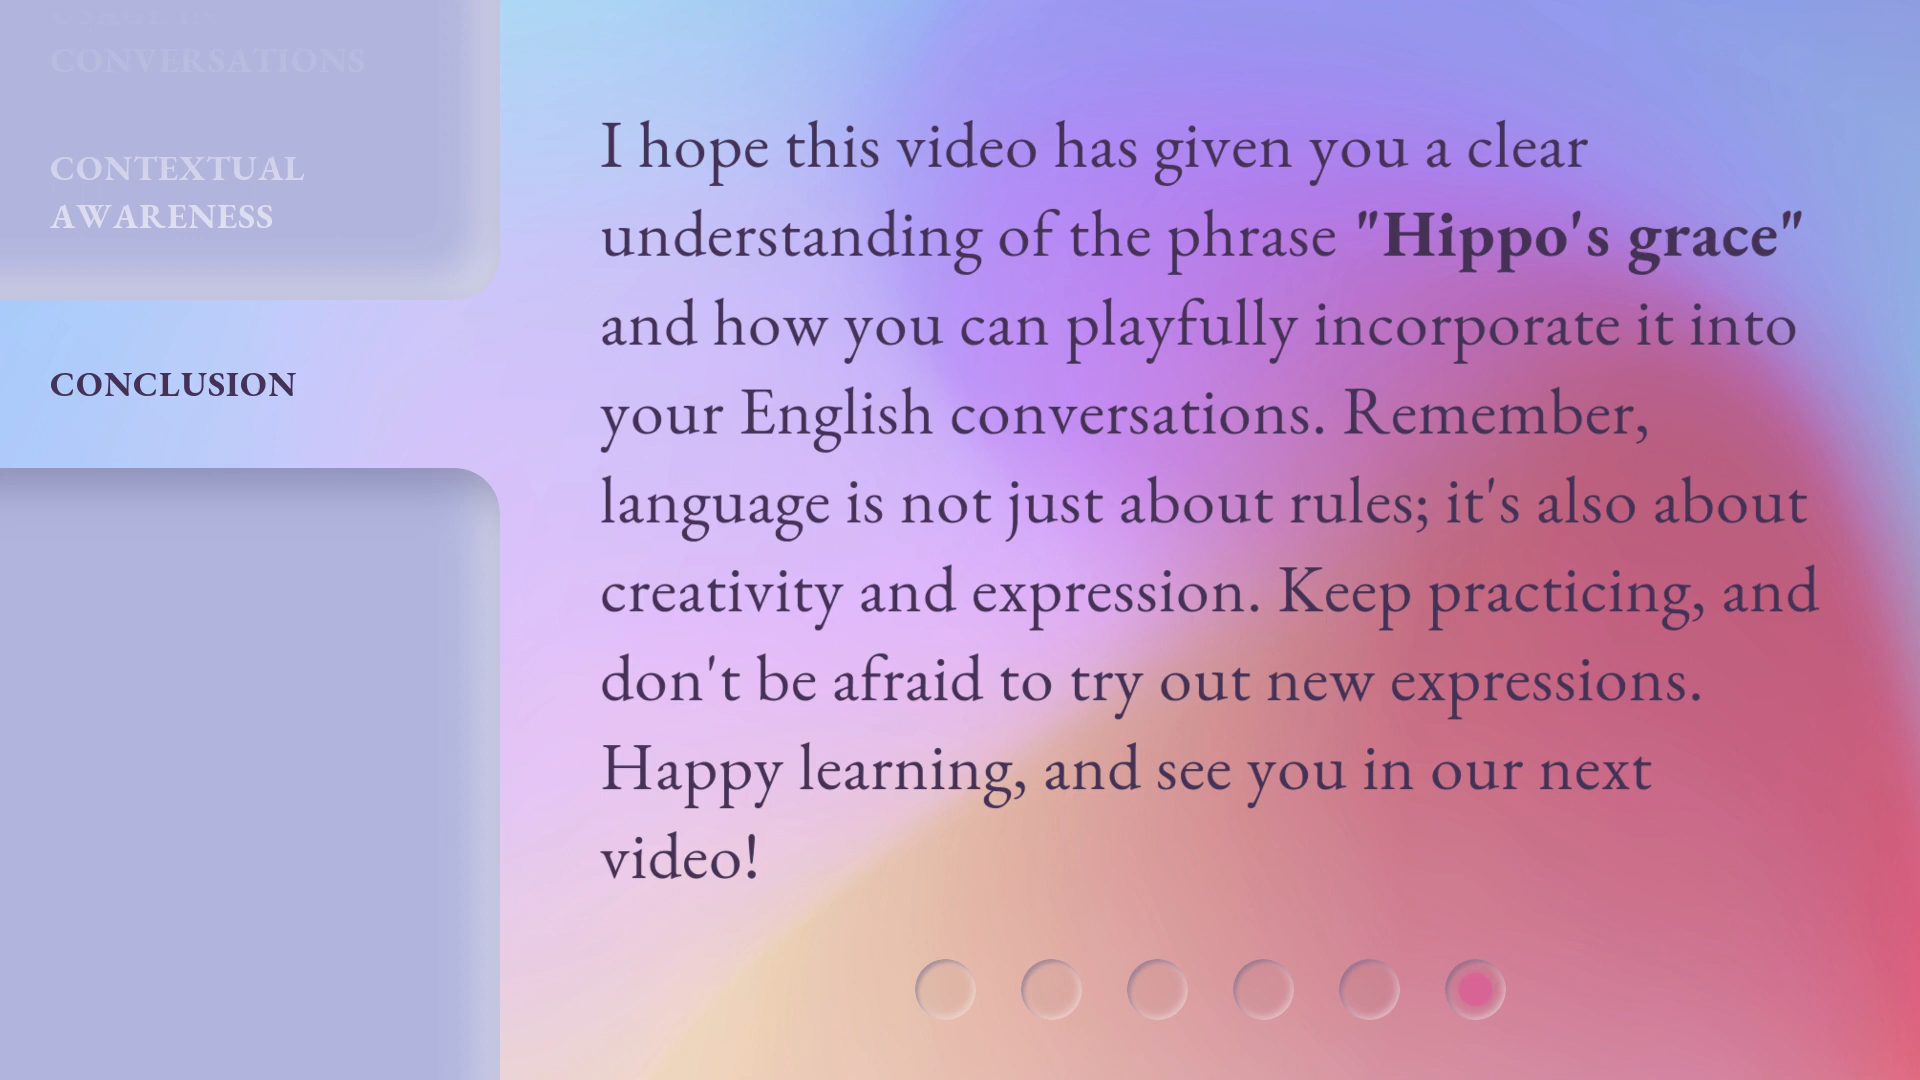 CONVERSATIONS
CONTEXTUAL
AWARENESS
CONCLUSION
I hope this video has given you a clear
understanding of the phrase "Hippo's grace"
and how you can playfully incorporate it into
your English conversations. Remember,
language is not just about rules; it's also about
creativity and expression. Keep practicing, and
don't be afraid to try out new expressions.
Happy learning, and see you in our next
video!